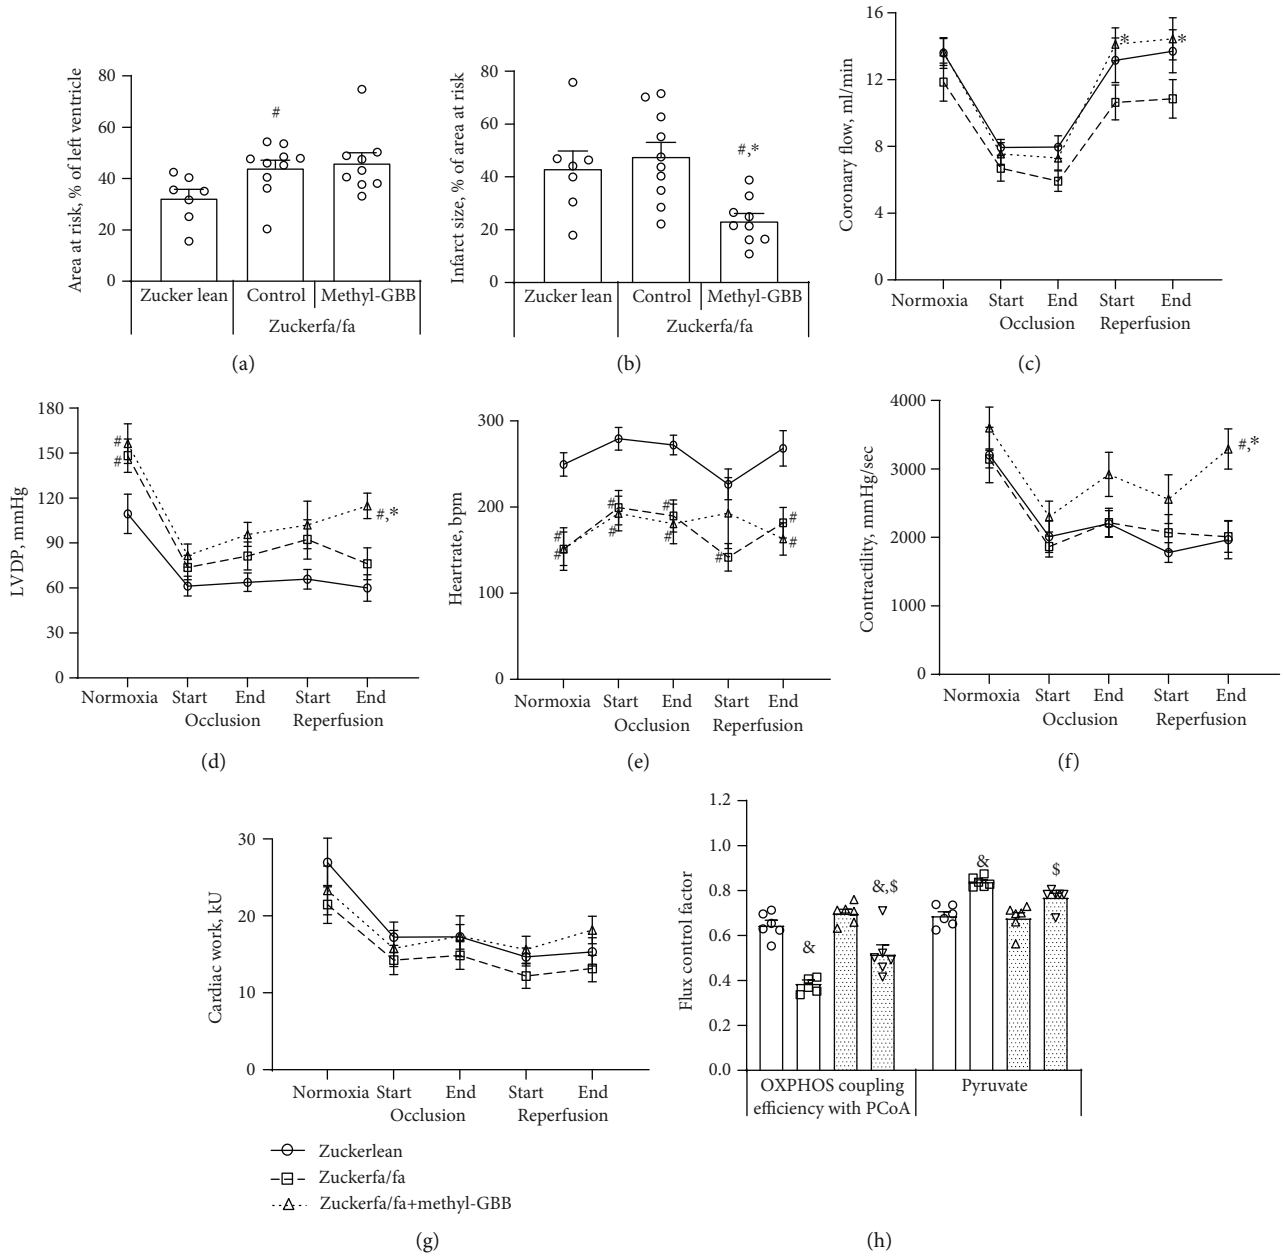 Area at risk, % of left ventricle
80
60
40
20
0
#
Zucker lean
Control
Methyl-GBB
Zuckerfa/fa
(a)
Infarct size, % of area at risk
80
60
40
20
0
#,*
Zucker lean
Control
Methyl-GBB
Zuckerfa/fa
(b)
Coronary flow, ml/min
16
12
8
4
0
*
*
Normoxia
Start
End
Start
End
Occlusion
Reperfusion
(c)
LVDP, mmHg
180
150
120
90
60
30
0
#
#
#,*
Normoxia
Start
End
Start
End
Occlusion
Reperfusion
(d)
Heartrate, bpm
300
200
100
0
#
#
#
#
#
#
#
#
#
Normoxia
Start
End
Start
End
Occlusion
Reperfusion
(e)
Contractility, mmHg/sec
4000
3000
2000
1000
0
#,*
Normoxia
Start
End
Start
End
Occlusion
Reperfusion
(f)
Cardiac work, kU
30
20
10
0
Normoxia
Start
End
Start
End
Occlusion
Reperfusion
Zuckerlean
Zuckerfa/fa
Zuckerfa/fa+methyl-GBB
(g)
Flux control factor
1.2
1.0
0.8
0.6
0.4
0.2
0.0
&
&,$
&
$
OXPHOS coupling
efficiency with PCoA
Pyruvate
(h)